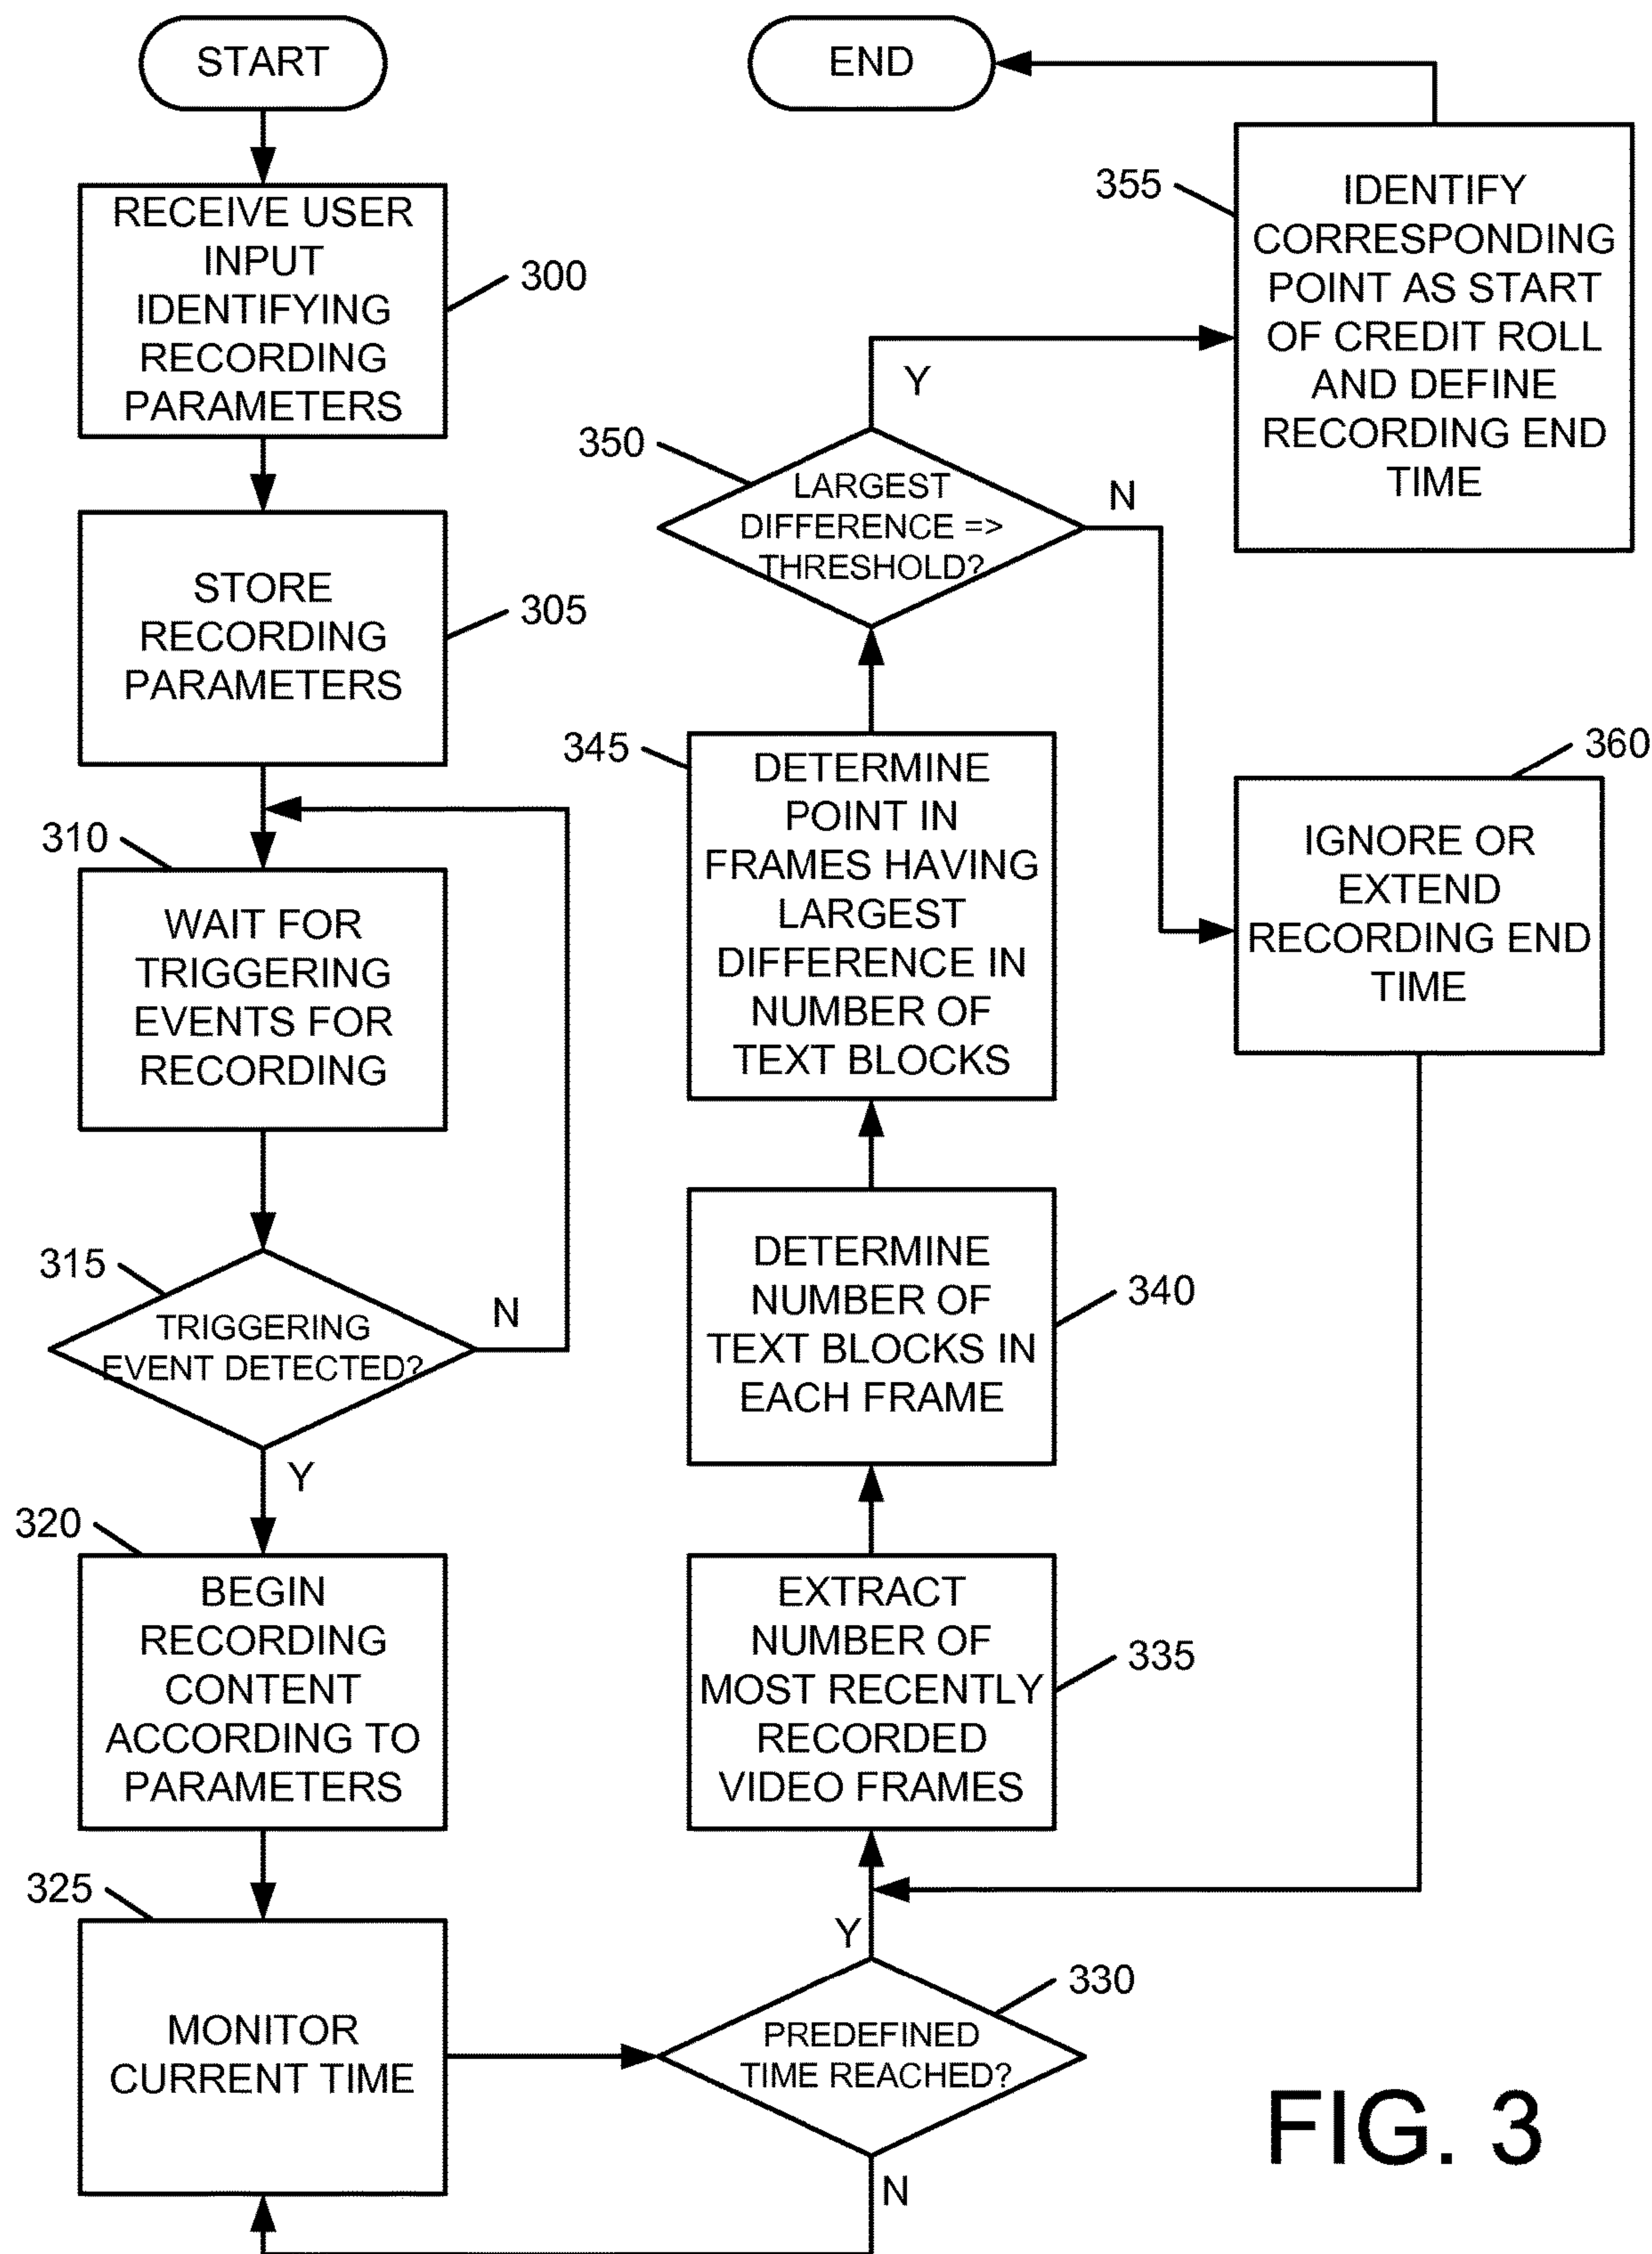 START
RECEIVE USER
INPUT
IDENTIFYING
RECORDING
PARAMETERS
300
STORE
RECORDING
PARAMETERS
305
310
WAIT FOR
TRIGGERING
EVENTS FOR
RECORDING
315
TRIGGERING
EVENT DETECTED?
N
Y
320
BEGIN
RECORDING
CONTENT
ACCORDING TO
PARAMETERS
325
MONITOR
CURRENT TIME
330
PREDEFINED
TIME REACHED?
N
Y
EXTRACT
NUMBER OF
MOST RECENTLY
RECORDED
VIDEO FRAMES
335
DETERMINE
NUMBER OF
TEXT BLOCKS IN
EACH FRAME
340
345
DETERMINE
POINT IN
FRAMES HAVING
LARGEST
DIFFERENCE IN
NUMBER OF
TEXT BLOCKS
350
LARGEST
DIFFERENCE =>
THRESHOLD?
Y
N
355
IDENTIFY
CORRESPONDING
POINT AS START
OF CREDIT ROLL
AND DEFINE
RECORDING END
TIME
360
IGNORE OR
EXTEND
RECORDING END
TIME
END
FIG. 3